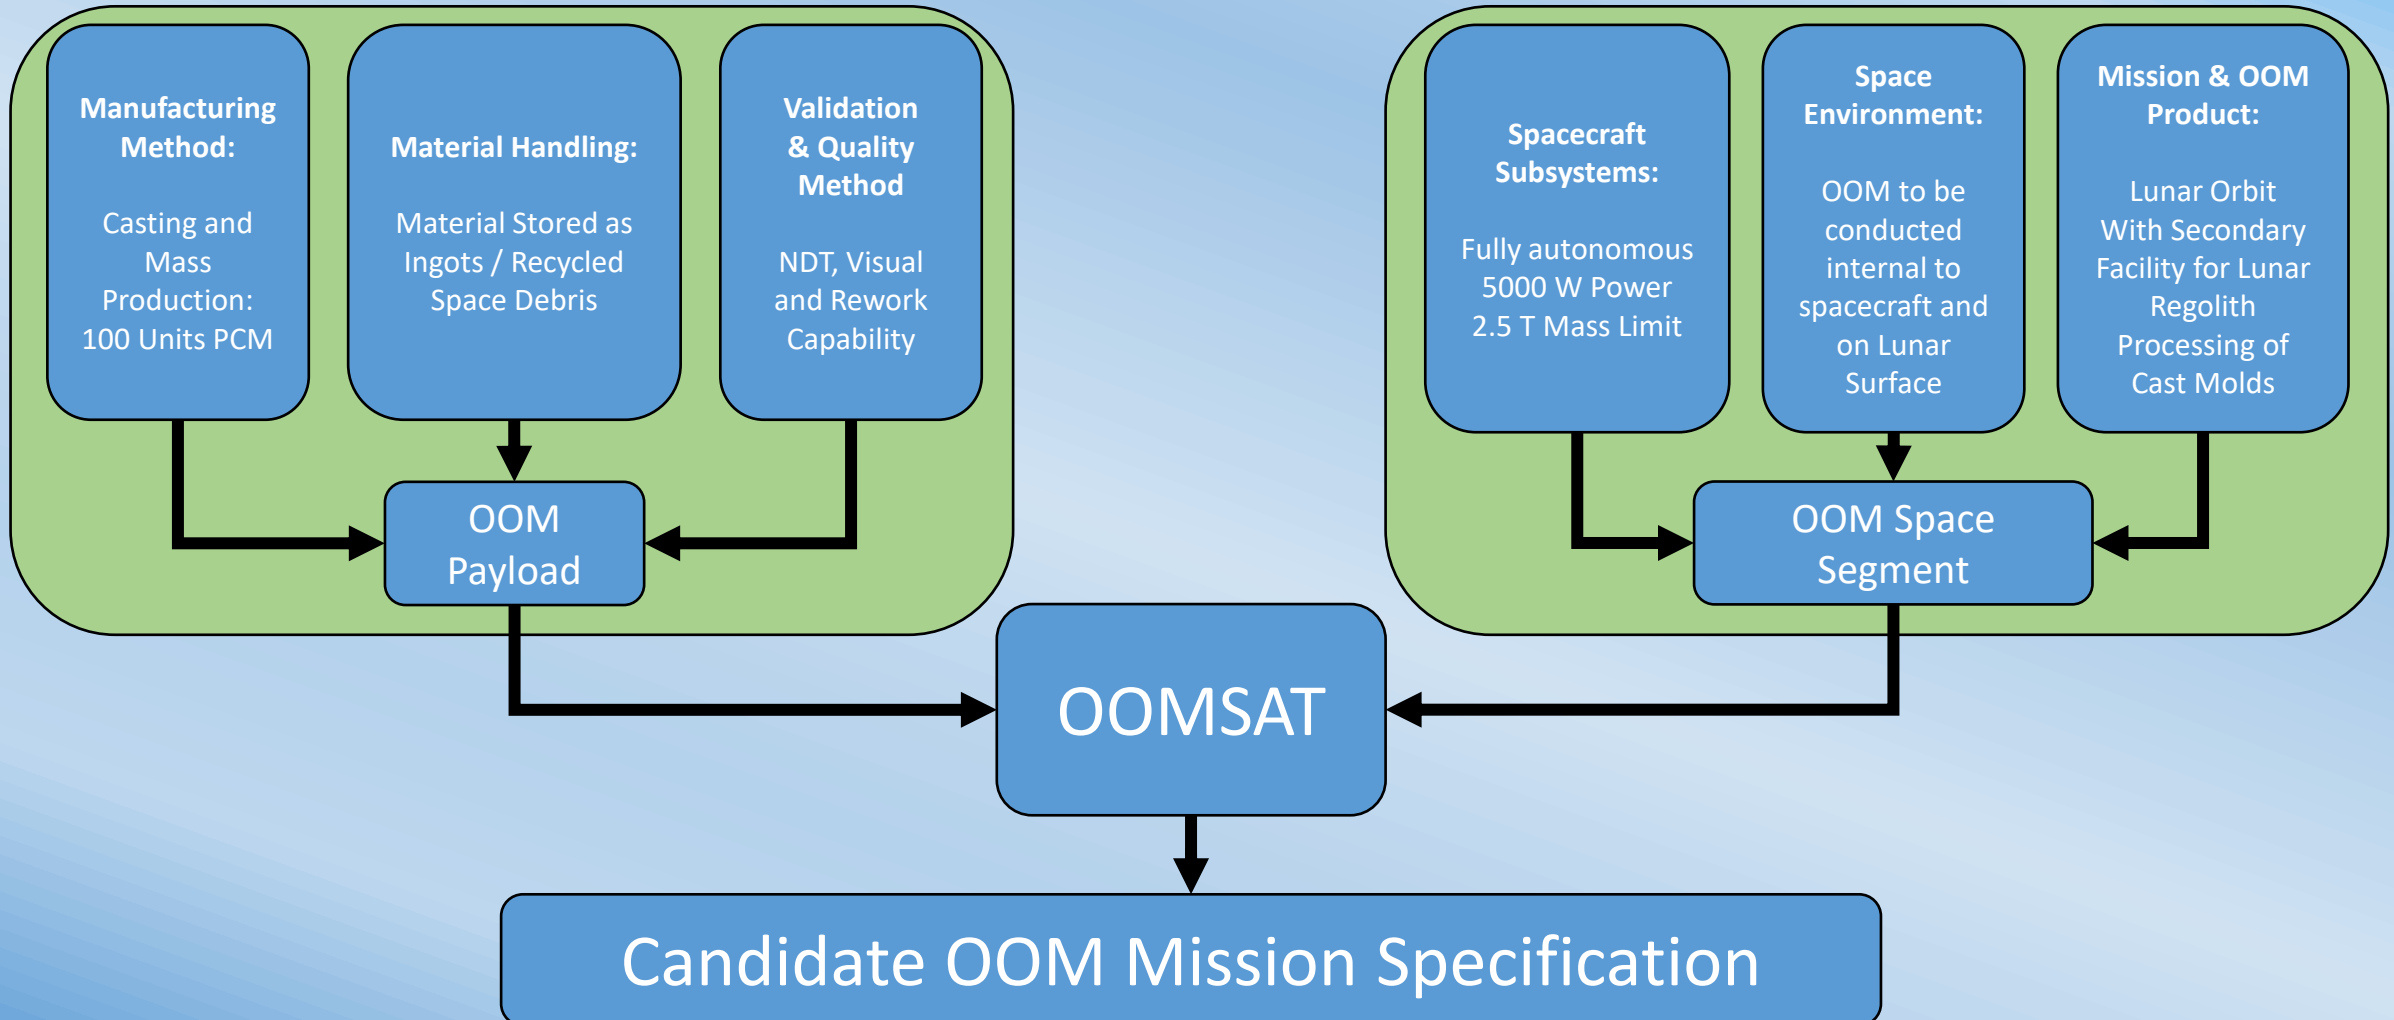 Manufacturing
Method:
Casting and
Mass
Production:
100 Units PCM
Material Handling:
Material Stored as
Ingots / Recycled
Space Debris
Validation
& Quality
Method
NDT, Visual
and Rework
Capability
OOM
Payload
Spacecraft
Subsystems:
Fully autonomous
5000 W Power
2.5 T Mass Limit
Space
Environment:
OOM to be
conducted
internal to
spacecraft and
on Lunar
Surface
Mission & OOM
Product:
Lunar Orbit
With Secondary
Facility for Lunar
Regolith
Processing of
Cast Molds
OOM Space
Segment
OOMSAT
Candidate OOM Mission Specification